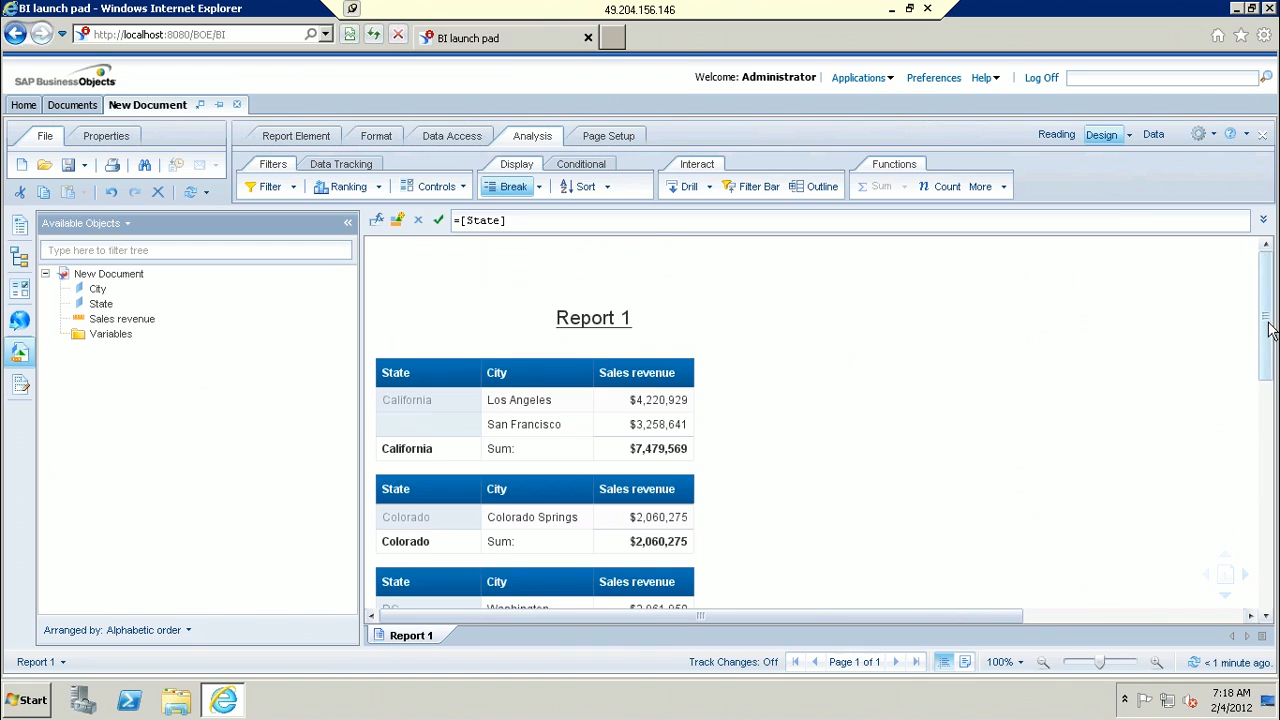 BI launch pad - Windows Internet Explorer
49.204.156.146
http://localhost:8080/BOE/BI
BI launch pad
SAP BusinessObjects
Welcome: Administrator Applications Preferences Help Log Off
Home Documents New Document
File Properties Report Element Format Data Access Analysis Page Setup Reading Design Data
Filters Data Tracking Display Conditional Interact Functions
Filter Ranking Controls Break Sort Drill Filter Bar Outline Sum Count More
Available Objects
=[State]
Type here to filter tree
New Document
City
State
Sales revenue
Variables
Report 1
State City Sales revenue
California Los Angeles $4,220,929
San Francisco $3,258,641
California Sum: $7,479,569
State City Sales revenue
Colorado Colorado Springs $2,060,275
Colorado Sum: $2,060,275
State City Sales revenue
DC Washington $2,961,950
1
Arranged by: Alphabetic order
Report 1
Report 1 Track Changes: Off Page 1 of 1 100% < 1 minute ago.
Start
7:18 AM
2/4/2012